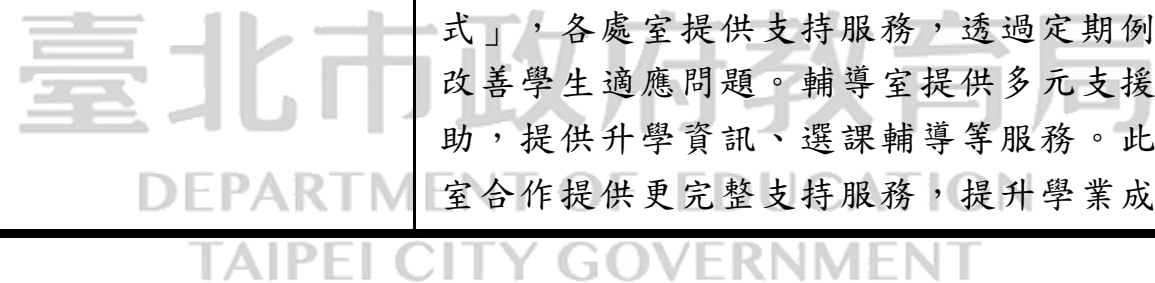 式」，各處室提供支持服務，透過定期例
改善學生適應問題。輔導室提供多元支援
助，提供升學資訊、選課輔導等服務。此
室合作提供更完整支持服務，提升學業成
臺北市政府教育局
DEPARTMENT OF EDUCATION
TAIPEI CITY GOVERNMENT